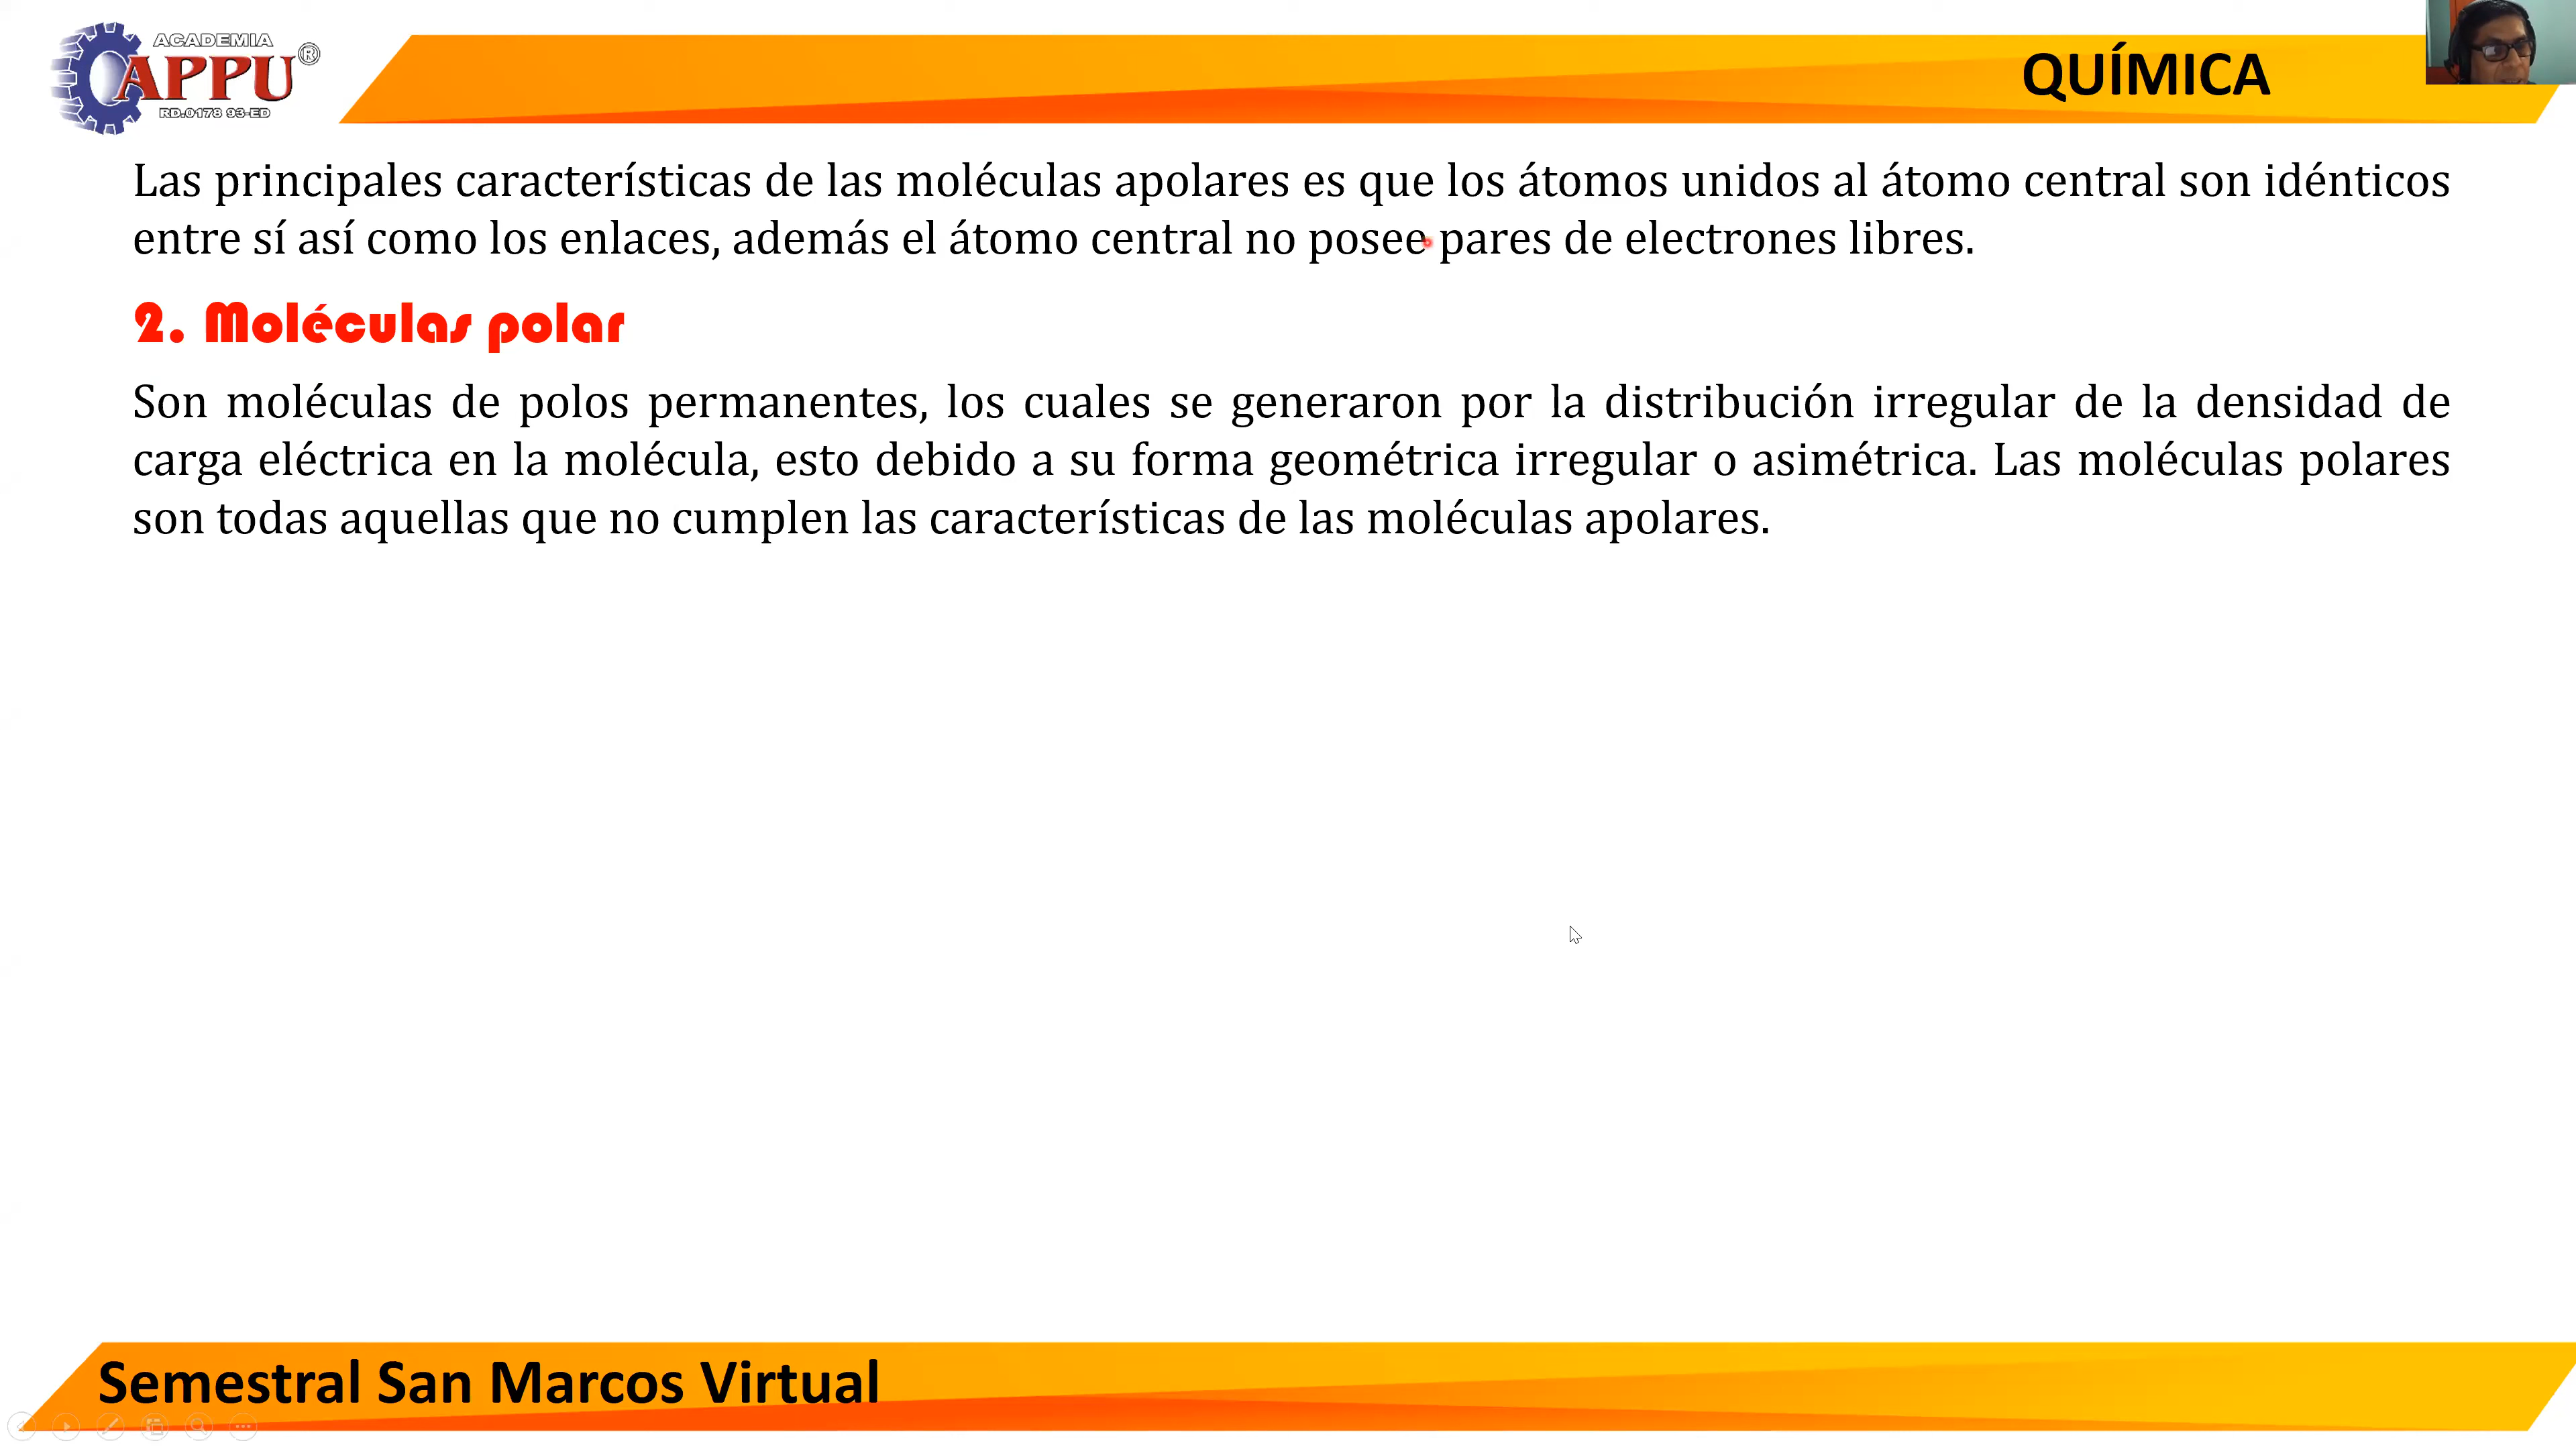 ACADEMIA
APPU®
RD.0178 93-ED
QUÍMICA
Las principales características de las moléculas apolares es que los átomos unidos al átomo central son idénticos
entre sí así como los enlaces, además el átomo central no posee pares de electrones libres.
2. Moléculas polar
Son moléculas de polos permanentes, los cuales se generaron por la distribución irregular de la densidad de
carga eléctrica en la molécula, esto debido a su forma geométrica irregular o asimétrica. Las moléculas polares
son todas aquellas que no cumplen las características de las moléculas apolares.
Semestral San Marcos Virtual